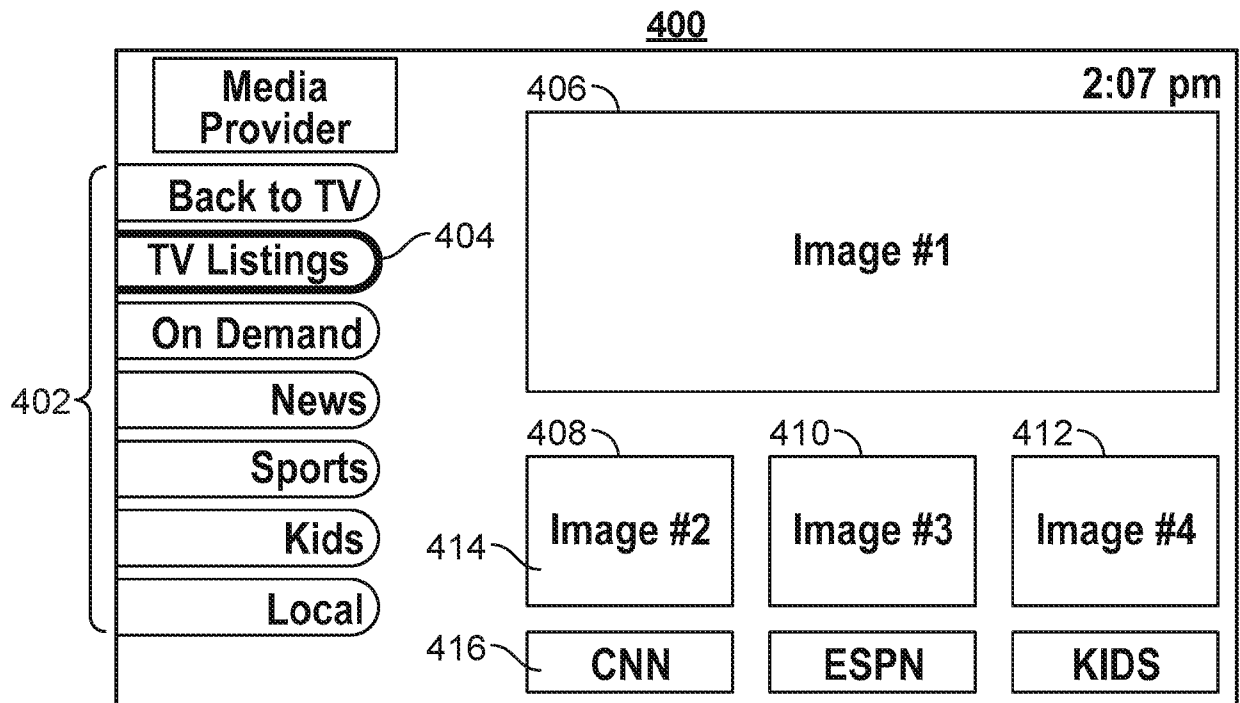 400
Media
Provider
2:07 pm
406
Back to TV
TV Listings
404
Image #1
On Demand
402
News
Sports
Kids
Local
408
410
412
Image #2
Image #3
Image #4
414
416
CNN
ESPN
KIDS